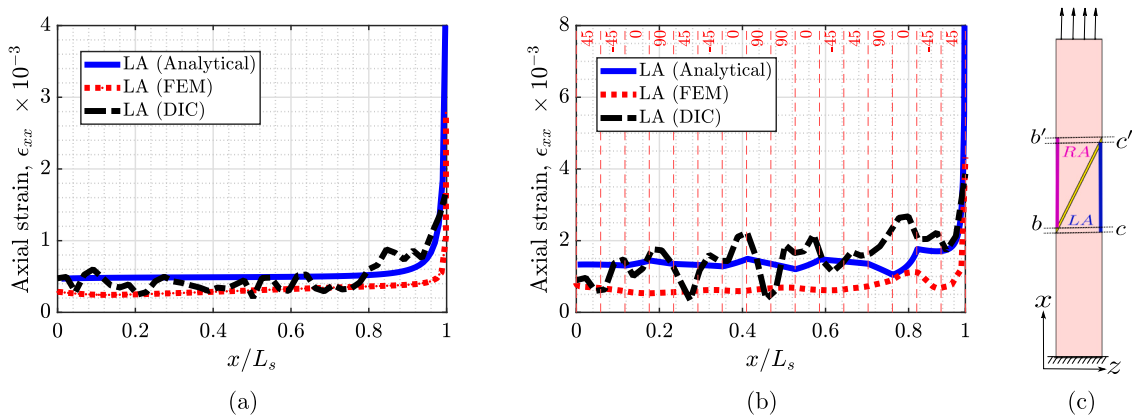 4
3
2
1
0
Axial strain, ϵxx × 10⁻³
LA (Analytical)
LA (FEM)
LA (DIC)
0 0.2 0.4 0.6 0.8 1
x/Ls
(a)
8
6
4
2
0
Axial strain, ϵxx × 10⁻³
45 -45 0 90 45 -45 0 90 90 0 -45 45 90 0 -45 45
LA (Analytical)
LA (FEM)
LA (DIC)
0 0.2 0.4 0.6 0.8 1
x/Ls
(b)
b′ c′
RA
LA
b c
x
z
(c)